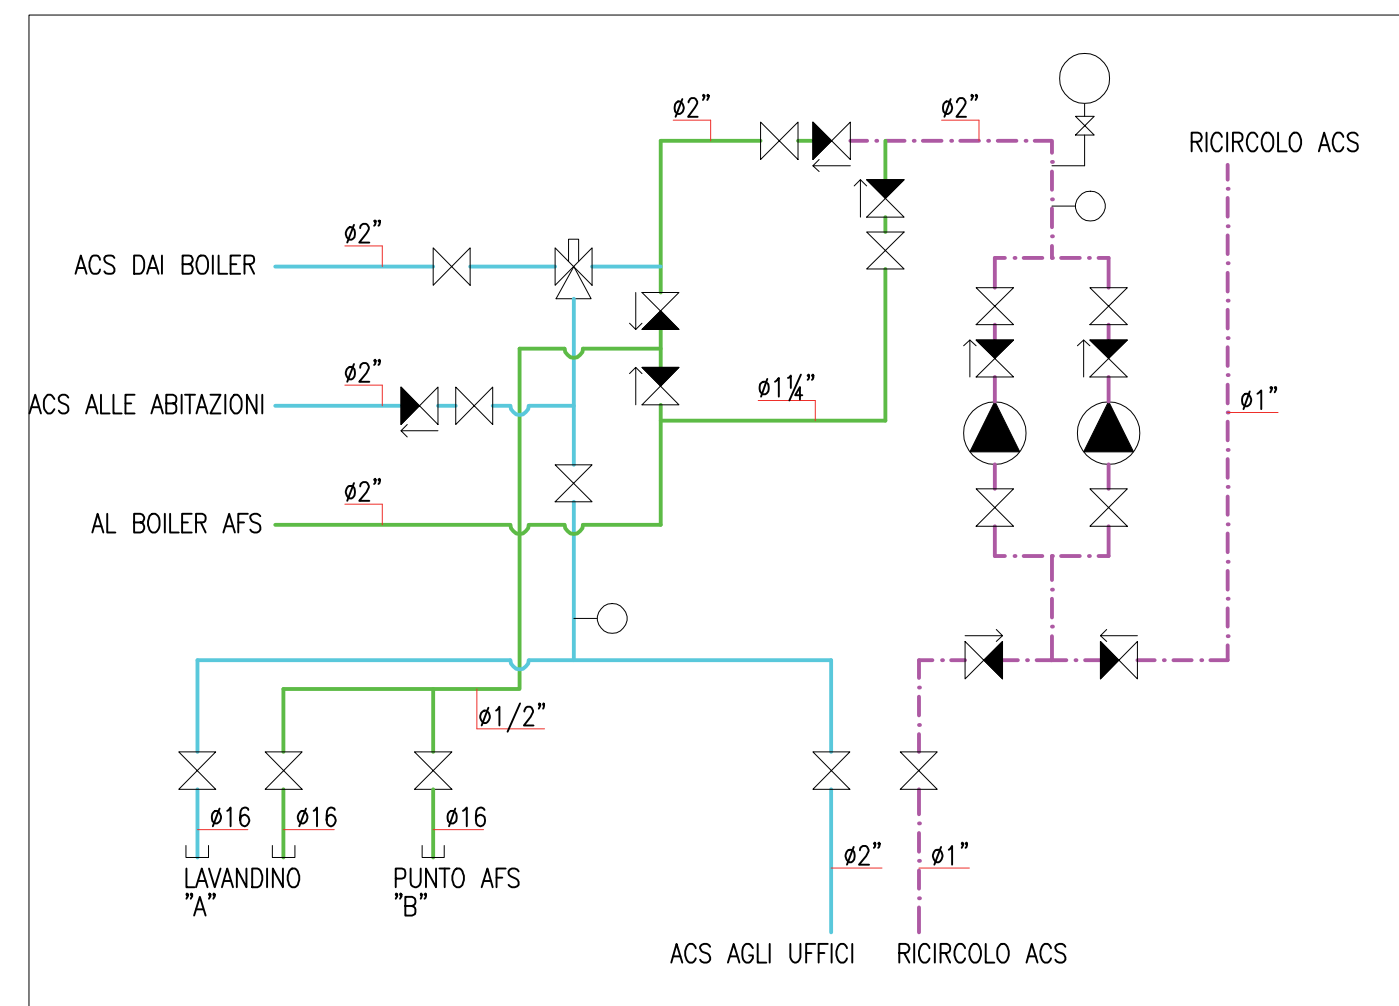 ø2”
ø2”
RICIRCOLO ACS
ø2”
ACS DAI BOILER
ø2”
ø1¼”
ø1”
ACS ALLE ABITAZIONI
ø2”
AL BOILER AFS
ø1/2”
ø16
ø16
ø16
ø2”
ø1”
LAVANDINO
”A”
PUNTO AFS
”B”
ACS AGLI UFFICI
RICIRCOLO ACS